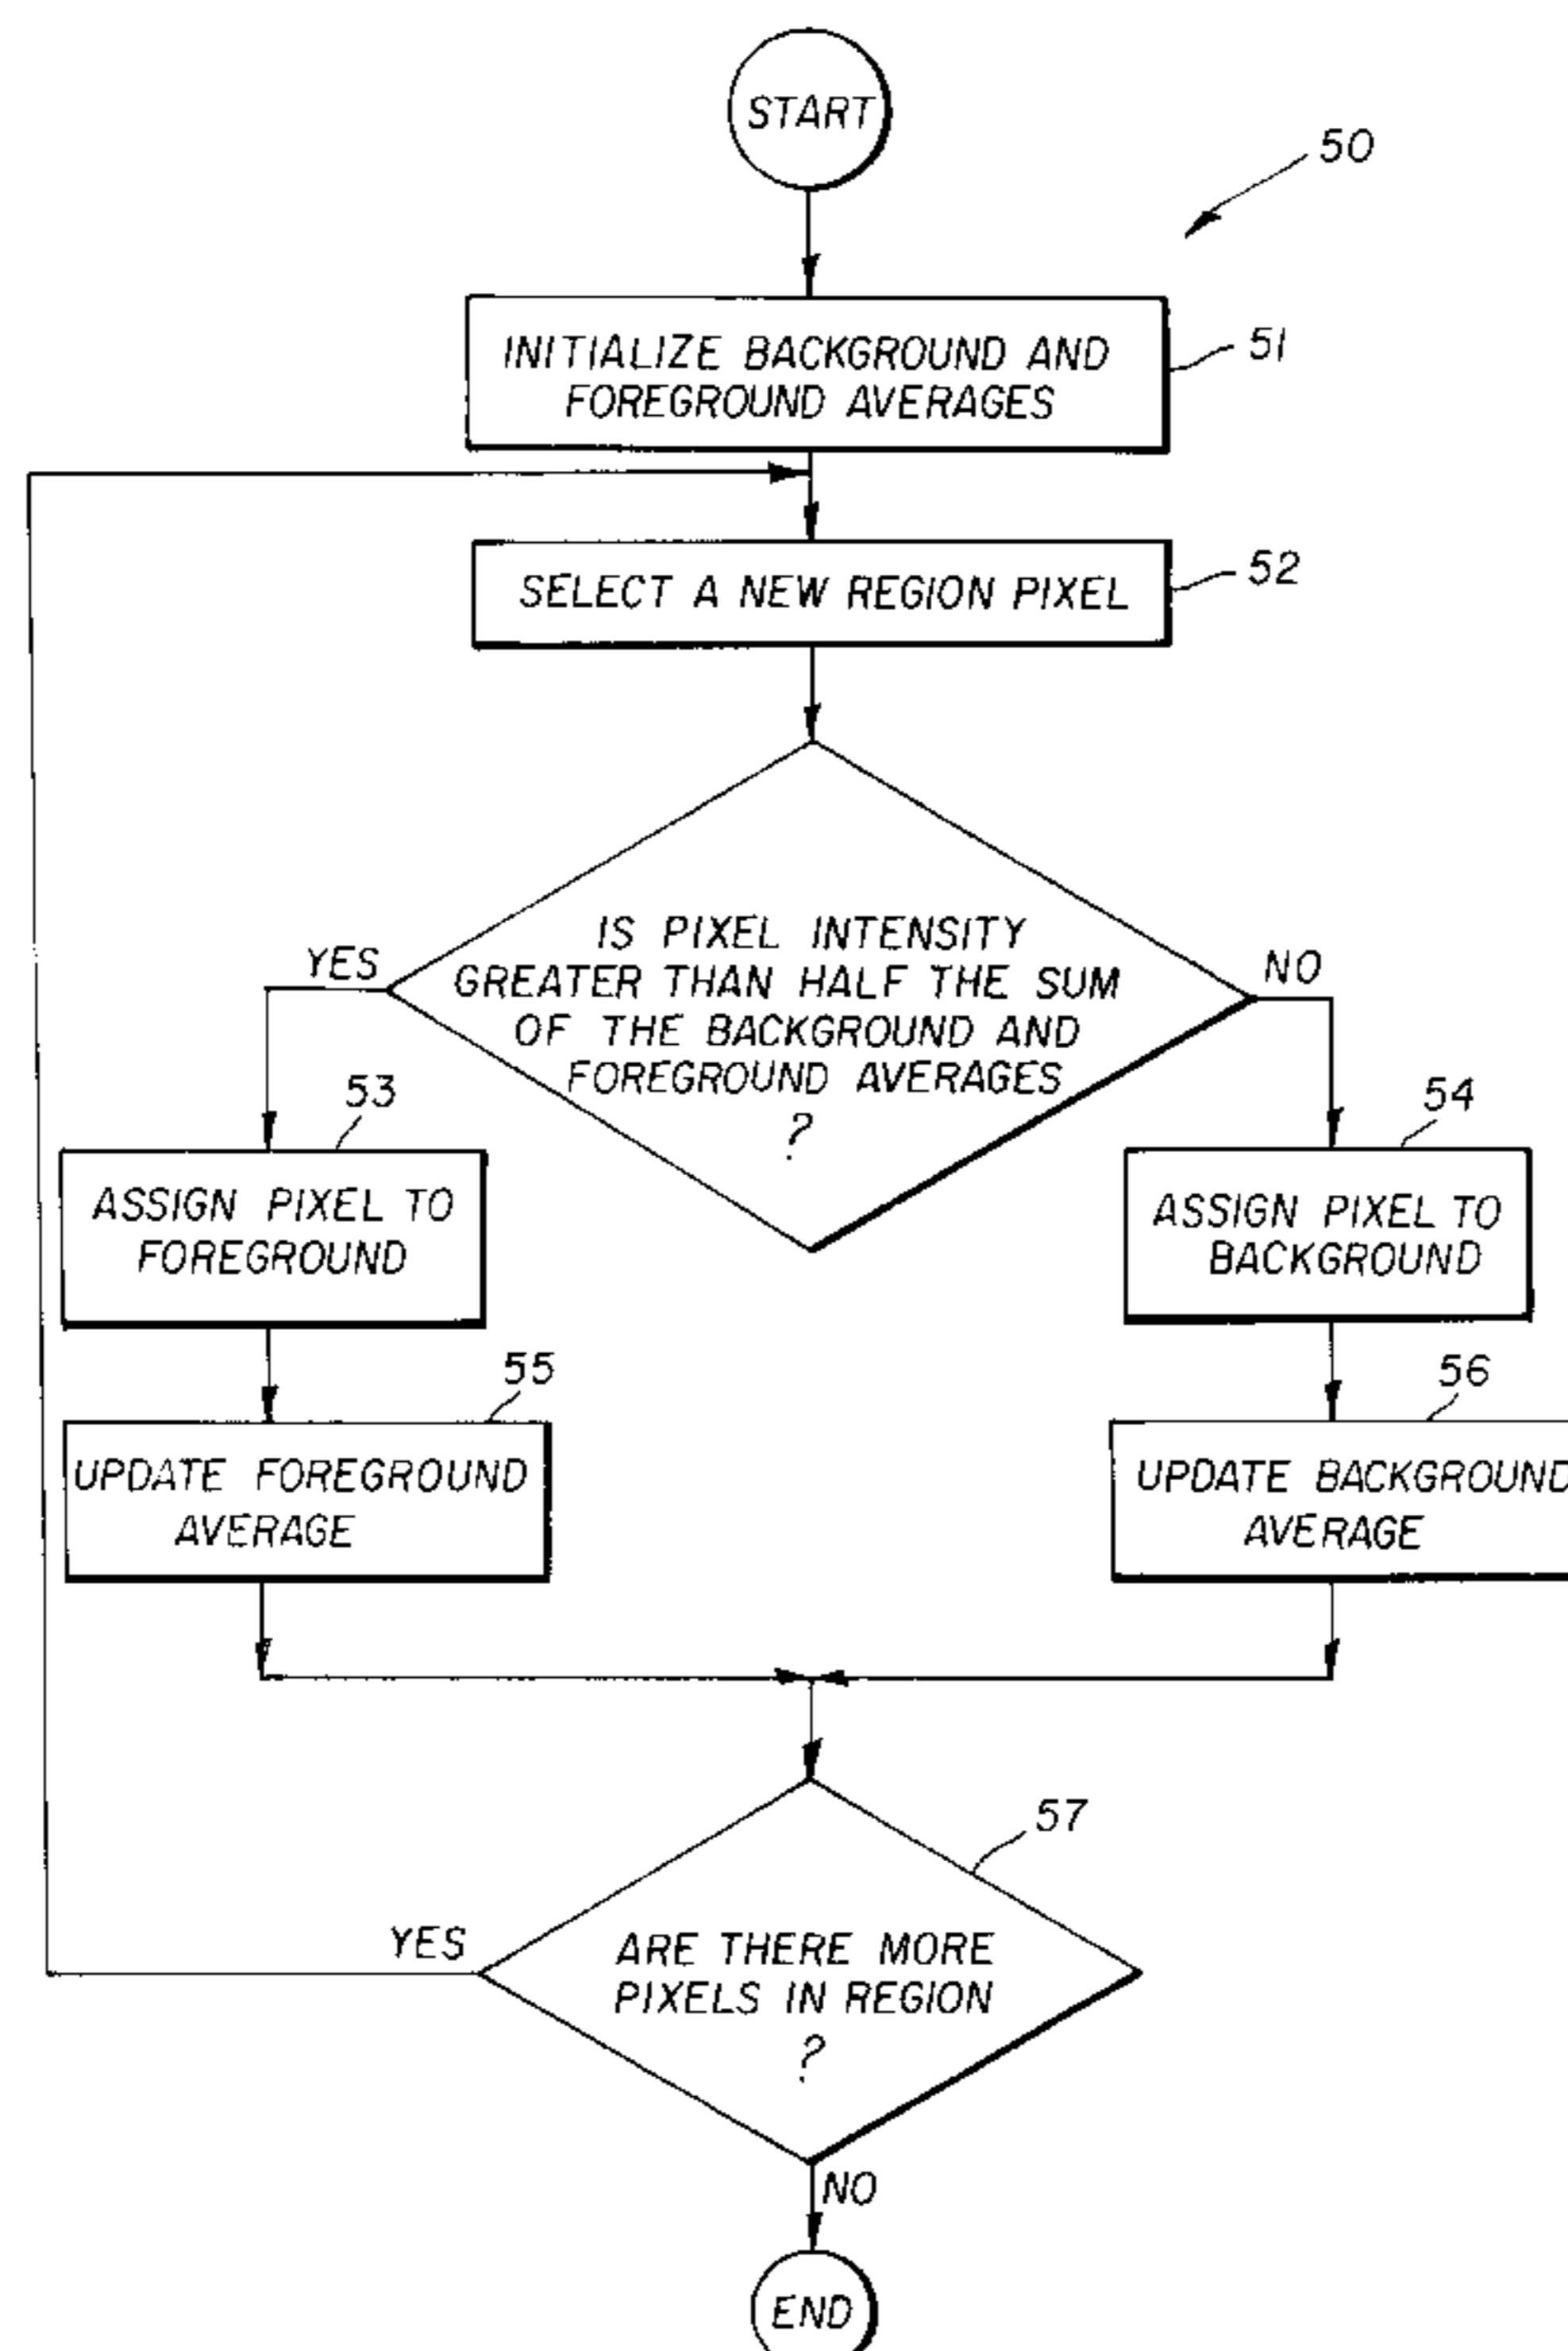 START
50
INITIALIZE BACKGROUND AND
FOREGROUND AVERAGES
51
SELECT A NEW REGION PIXEL
52
IS PIXEL INTENSITY
GREATER THAN HALF THE SUM
OF THE BACKGROUND AND
FOREGROUND AVERAGES
?
YES
NO
53
ASSIGN PIXEL TO
FOREGROUND
54
ASSIGN PIXEL TO
BACKGROUND
55
UPDATE FOREGROUND
AVERAGE
56
UPDATE BACKGROUND
AVERAGE
57
ARE THERE MORE
PIXELS IN REGION
?
YES
NO
END